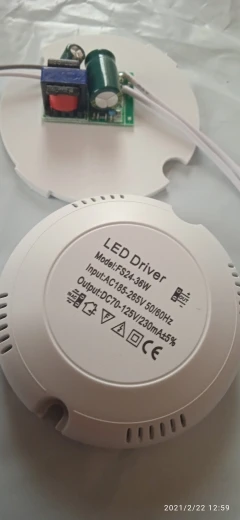 LED Driver
Model:FS24-36W
Input:AC185-265V 50/60Hz
Output:DC70-125V/230mA±5%
CE
2021/2/22 12:59